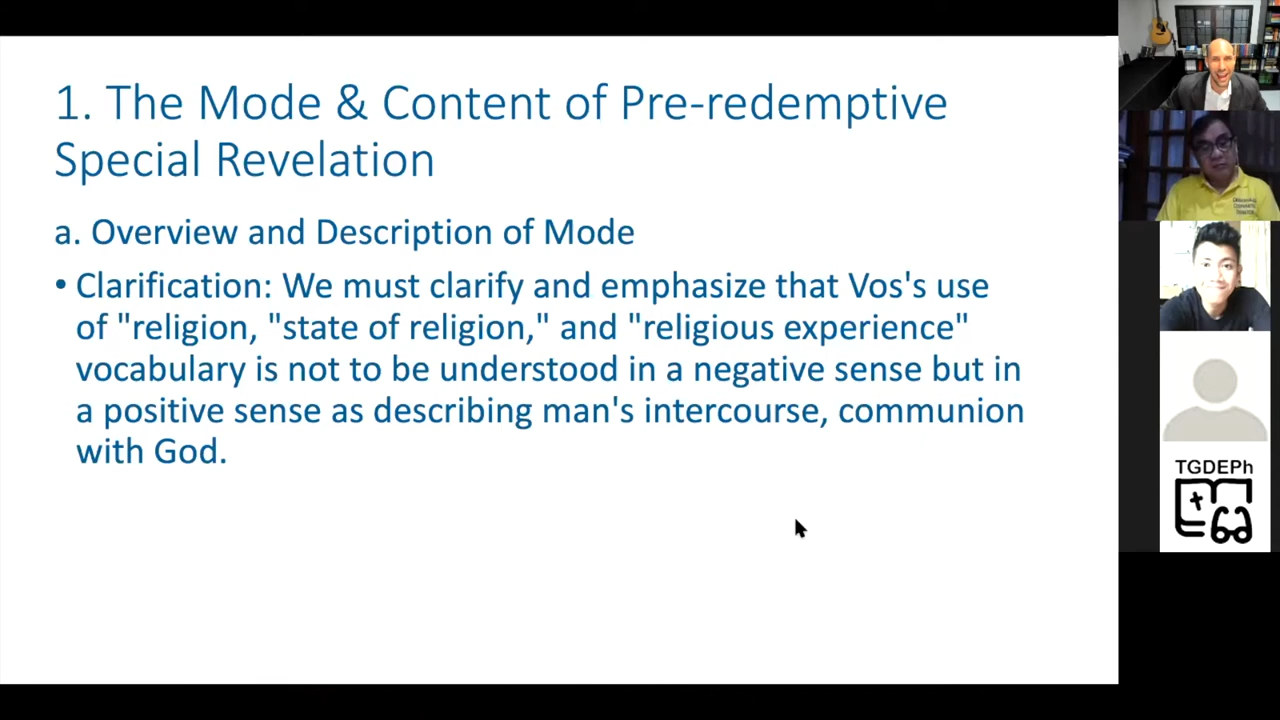 1. The Mode & Content of Pre-redemptive
Special Revelation
a. Overview and Description of Mode
• Clarification: We must clarify and emphasize that Vos's use
of "religion, "state of religion," and "religious experience"
vocabulary is not to be understood in a negative sense but in
a positive sense as describing man's intercourse, communion
with God.
TGDEPh